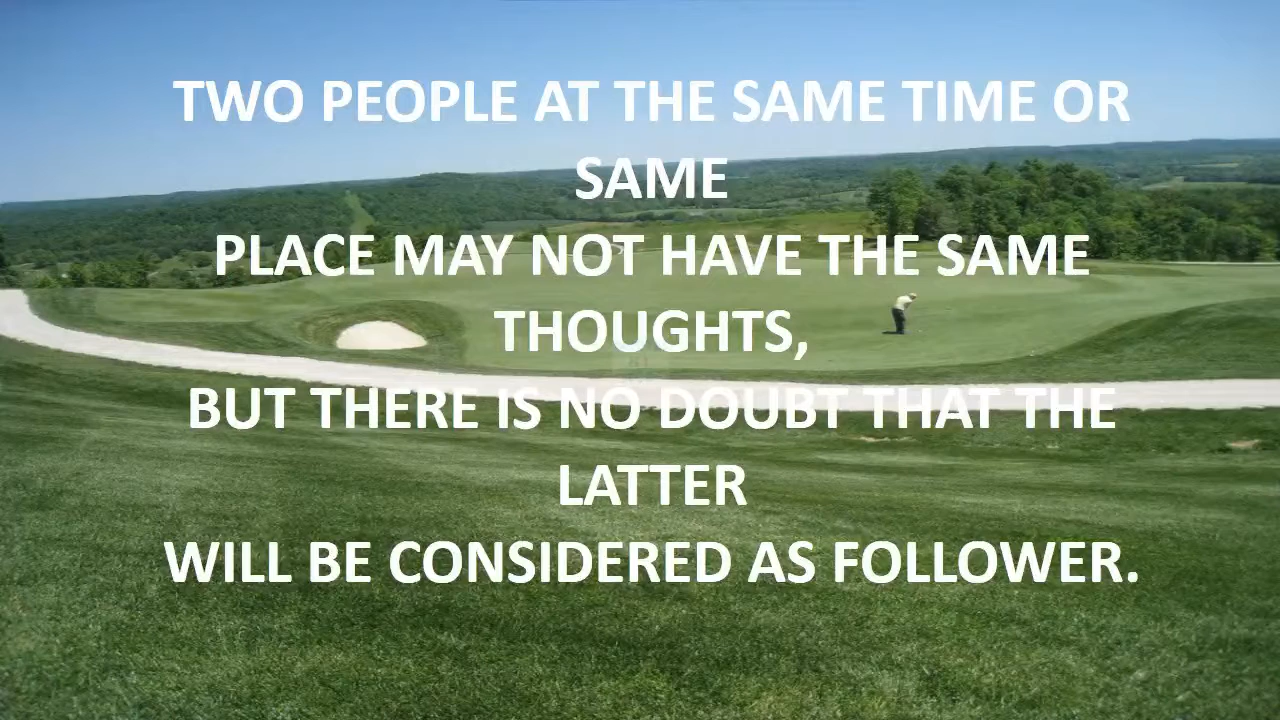 TWO PEOPLE AT THE SAME TIME OR
SAME
PLACE MAY NOT HAVE THE SAME
THOUGHTS,
BUT THERE IS NO DOUBT THAT THE
LATTER
WILL BE CONSIDERED AS FOLLOWER.